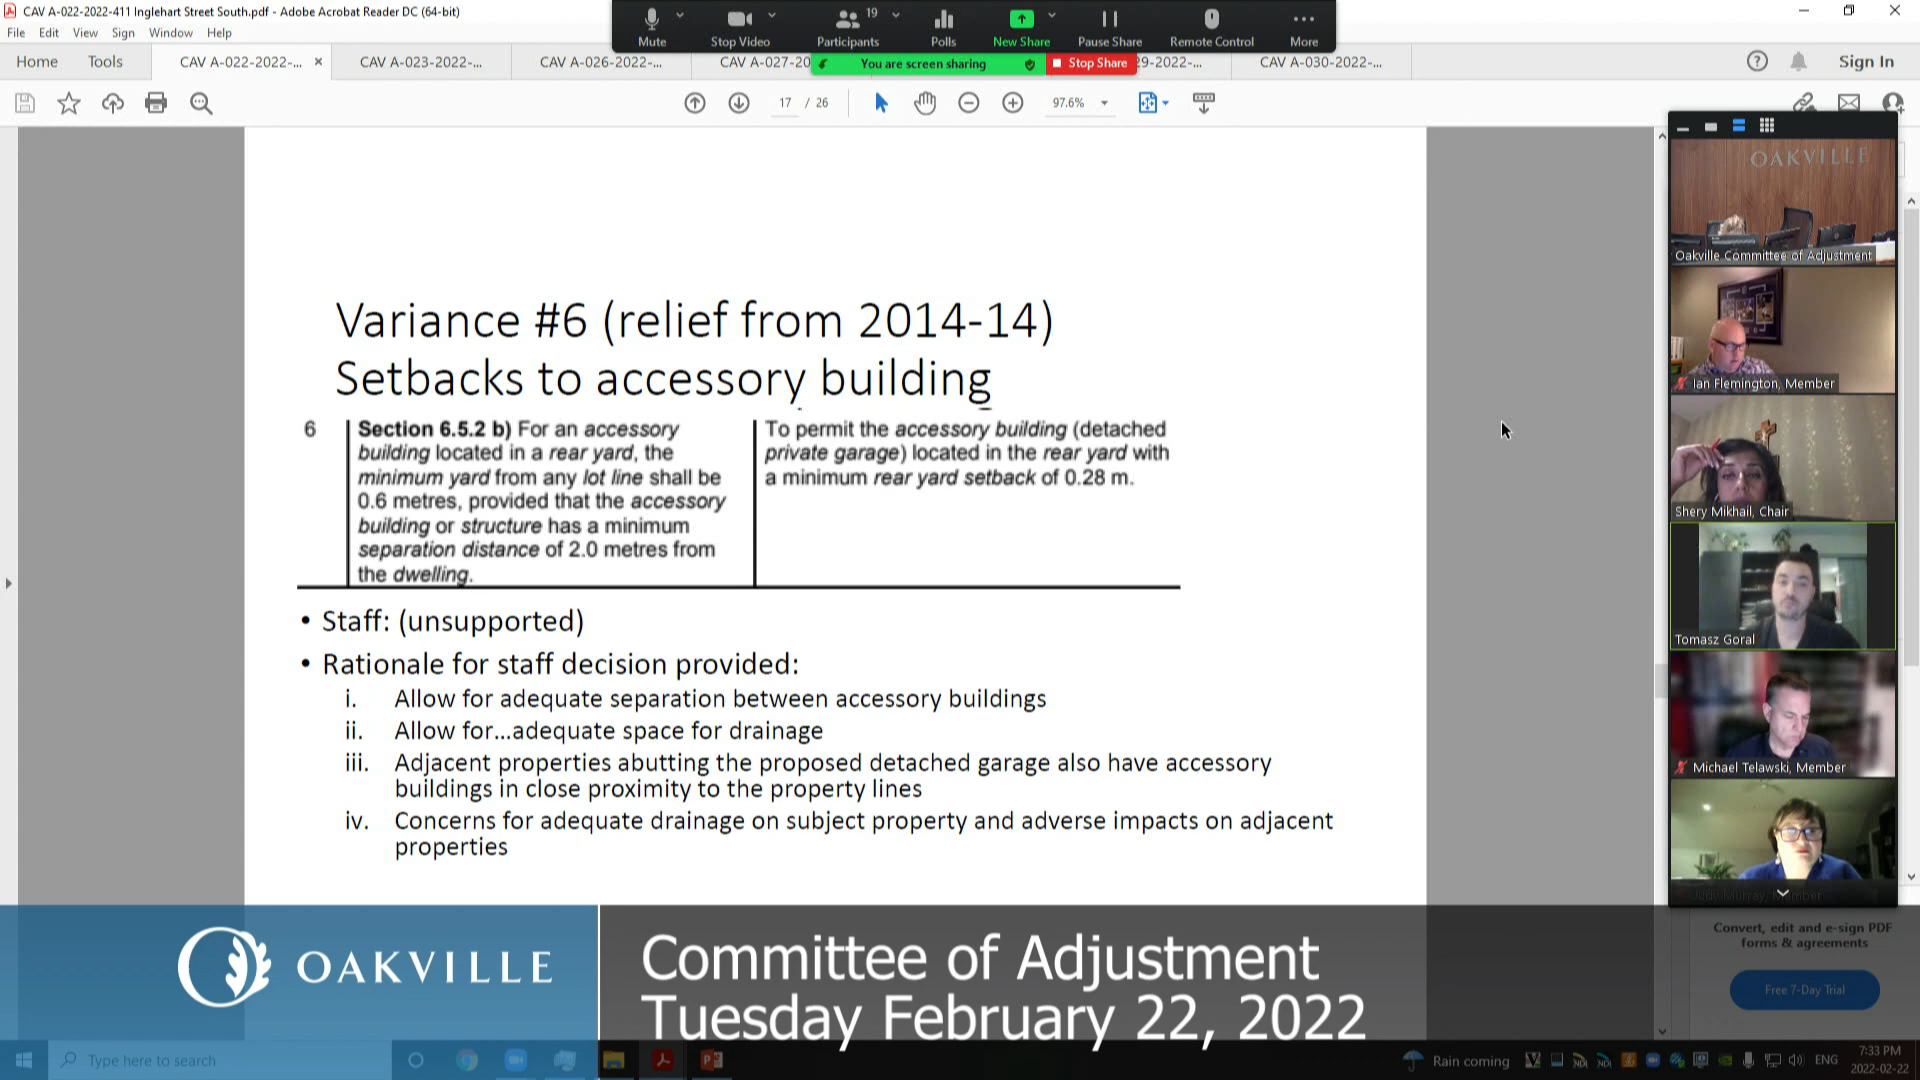 CAV A-022-2022-411 Inglehart Street South.pdf - Adobe Acrobat Reader DC (64-bit)
File Edit View Sign Window Help
Mute Stop Video Participants 19 Polls New Share Pause Share Remote Control More
You are screen sharing Stop Share
Home Tools CAV A-022-2022-... × CAV A-023-2022-... CAV A-026-2022-... CAV A-027-20 29-2022-... CAV A-030-2022-... Sign In
17 / 26 97.6%
Variance #6 (relief from 2014-14)
Setbacks to accessory building
6
Section 6.5.2 b) For an accessory
building located in a rear yard, the
minimum yard from any lot line shall be
0.6 metres, provided that the accessory
building or structure has a minimum
separation distance of 2.0 metres from
the dwelling.
To permit the accessory building (detached
private garage) located in the rear yard with
a minimum rear yard setback of 0.28 m.
• Staff: (unsupported)
• Rationale for staff decision provided:
i. Allow for adequate separation between accessory buildings
ii. Allow for...adequate space for drainage
iii. Adjacent properties abutting the proposed detached garage also have accessory
buildings in close proximity to the property lines
iv. Concerns for adequate drainage on subject property and adverse impacts on adjacent
properties
OAKVILLE
Oakville Committee of Adjustment
Ian Flemington, Member
Shery Mikhail, Chair
Tomasz Goral
Michael Telawski, Member
Convert, edit and e-sign PDF
forms & agreements
Free 7-Day Trial
OAKVILLE
Committee of Adjustment
Tuesday February 22, 2022
Type here to search
Rain coming
ENG
7:33 PM
2022-02-22